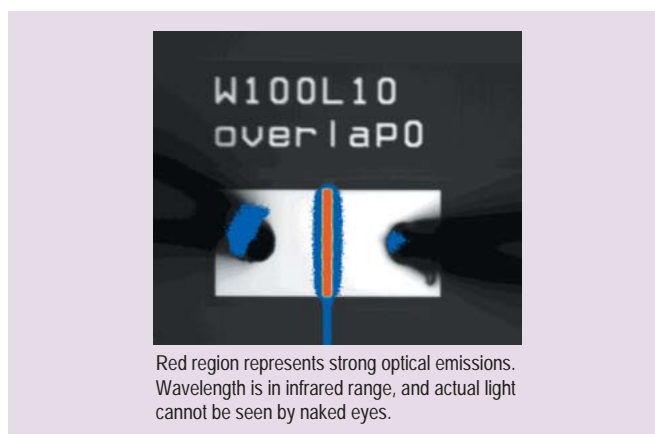 W100L10
overlaP0
Red region represents strong optical emissions.
Wavelength is in infrared range, and actual light
cannot be seen by naked eyes.